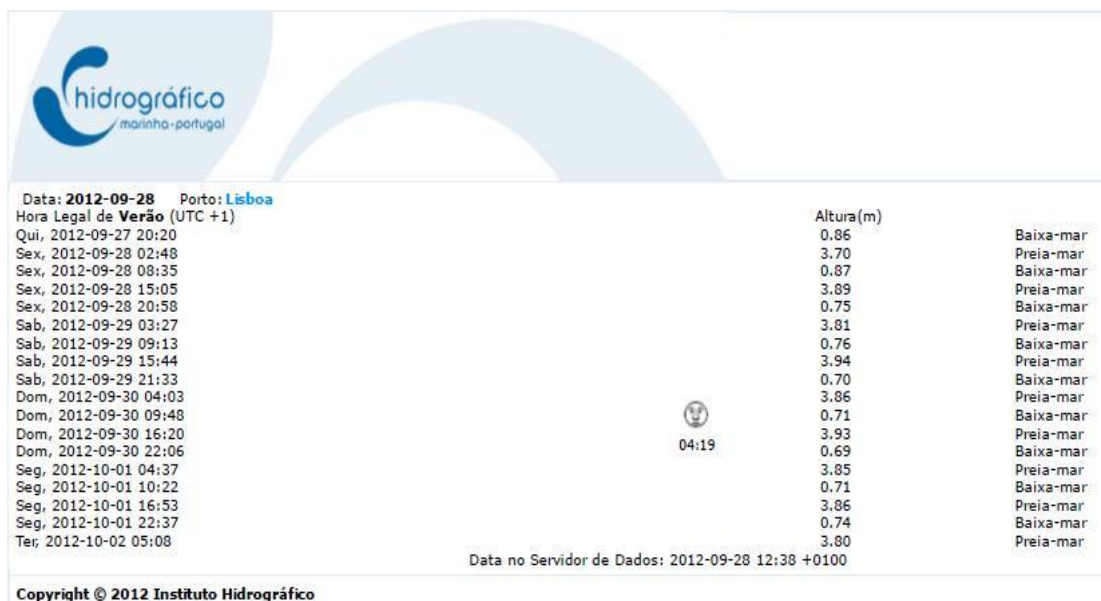 hidrográfico
marinha-portugal
Data: 2012-09-28 Porto: Lisboa
Hora Legal de Verão (UTC +1) Altura(m)
Qui, 2012-09-27 20:20 0.86 Baixa-mar
Sex, 2012-09-28 02:48 3.70 Preia-mar
Sex, 2012-09-28 08:35 0.87 Baixa-mar
Sex, 2012-09-28 15:05 3.89 Preia-mar
Sex, 2012-09-28 20:58 0.75 Baixa-mar
Sab, 2012-09-29 03:27 3.81 Preia-mar
Sab, 2012-09-29 09:13 0.76 Baixa-mar
Sab, 2012-09-29 15:44 3.94 Preia-mar
Sab, 2012-09-29 21:33 0.70 Baixa-mar
Dom, 2012-09-30 04:03 3.86 Preia-mar
Dom, 2012-09-30 09:48 0.71 Baixa-mar
Dom, 2012-09-30 16:20 3.93 Preia-mar
04:19
Dom, 2012-09-30 22:06 0.69 Baixa-mar
Seg, 2012-10-01 04:37 3.85 Preia-mar
Seg, 2012-10-01 10:22 0.71 Baixa-mar
Seg, 2012-10-01 16:53 3.86 Preia-mar
Seg, 2012-10-01 22:37 0.74 Baixa-mar
Ter, 2012-10-02 05:08 3.80 Preia-mar
Data no Servidor de Dados: 2012-09-28 12:38 +0100
Copyright © 2012 Instituto Hidrográfico